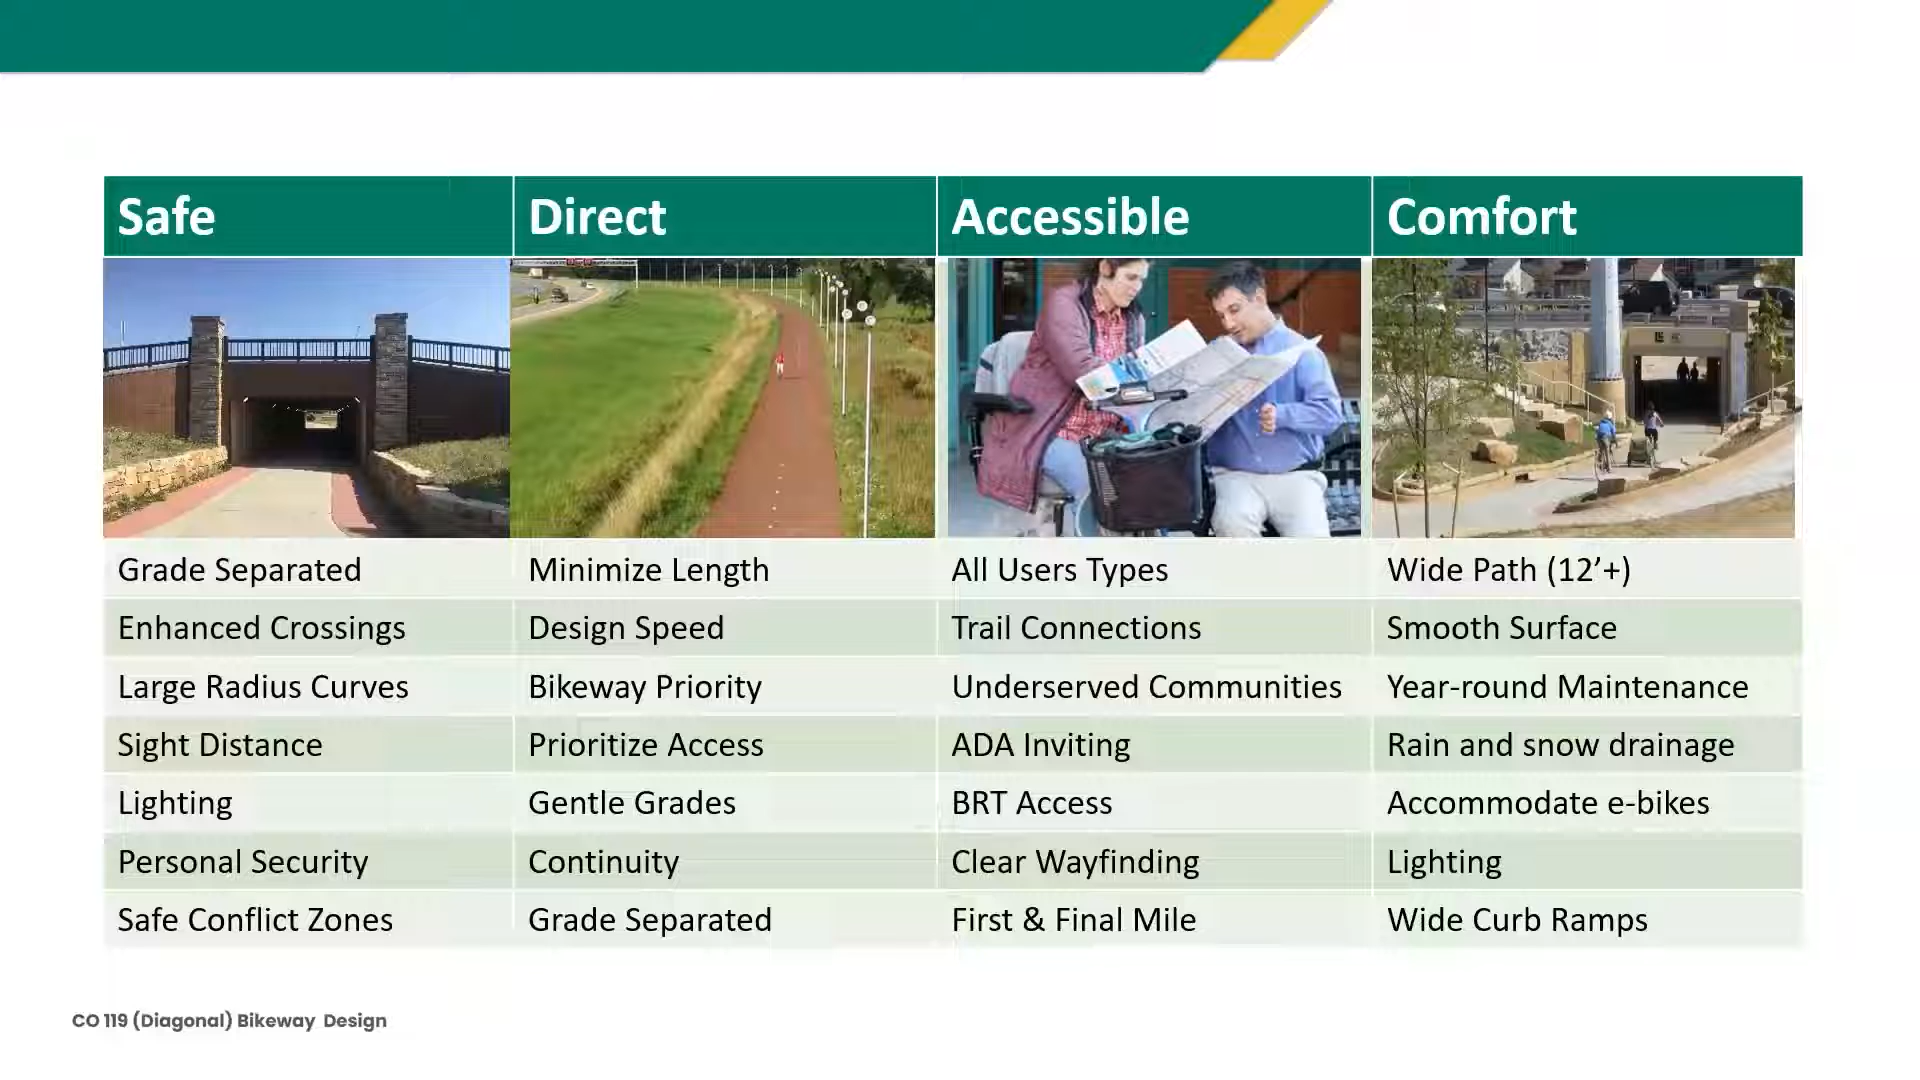 Safe Direct Accessible Comfort
Grade Separated Minimize Length All Users Types Wide Path (12’+)
Enhanced Crossings Design Speed Trail Connections Smooth Surface
Large Radius Curves Bikeway Priority Underserved Communities Year-round Maintenance
Sight Distance Prioritize Access ADA Inviting Rain and snow drainage
Lighting Gentle Grades BRT Access Accommodate e-bikes
Personal Security Continuity Clear Wayfinding Lighting
Safe Conflict Zones Grade Separated First & Final Mile Wide Curb Ramps
CO 119 (Diagonal) Bikeway Design